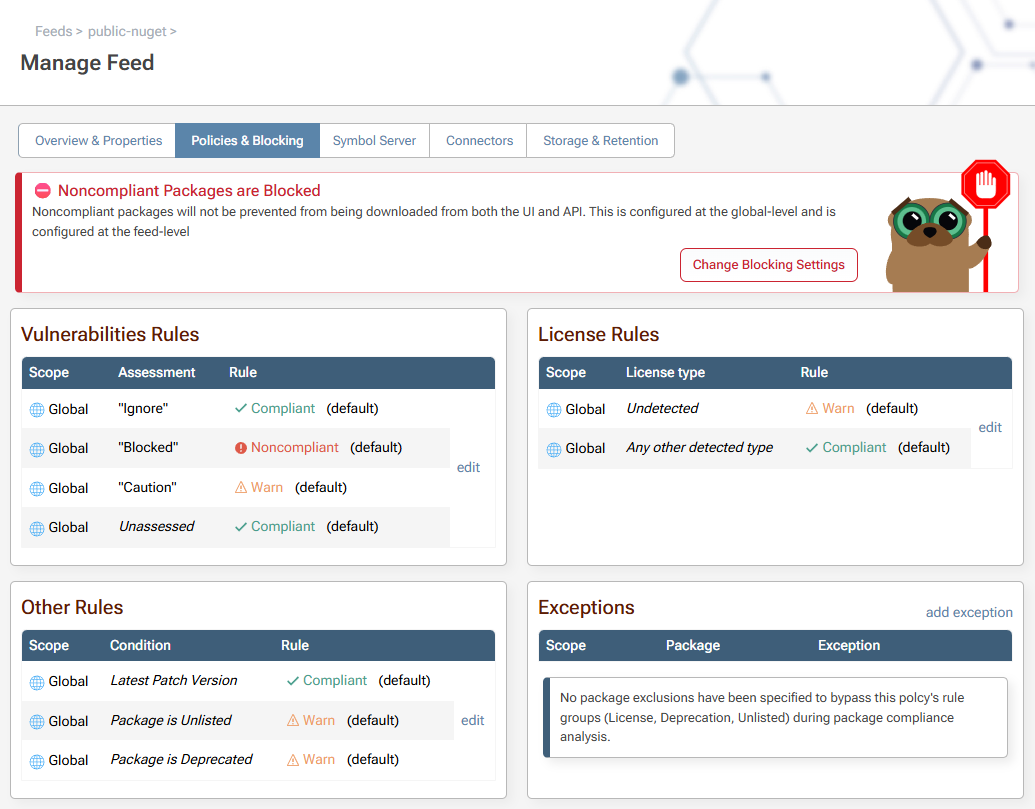 Feeds > public-nuget >
Manage Feed
Overview & Properties
Policies & Blocking
Symbol Server
Connectors
Storage & Retention
Noncompliant Packages are Blocked
Noncompliant packages will not be prevented from being downloaded from both the UI and API. This is configured at the global-level and is
configured at the feed-level
Change Blocking Settings
Vulnerabilities Rules
Scope Assessment Rule
Global "Ignore" Compliant (default)
Global "Blocked" Noncompliant (default)
edit
Global "Caution" Warn (default)
Global Unassessed Compliant (default)
License Rules
Scope License type Rule
Global Undetected Warn (default)
edit
Global Any other detected type Compliant (default)
Other Rules
Scope Condition Rule
Global Latest Patch Version Compliant (default)
Global Package is Unlisted Warn (default)
edit
Global Package is Deprecated Warn (default)
Exceptions
add exception
Scope Package Exception
No package exclusions have been specified to bypass this polcy's rule
groups (License, Deprecation, Unlisted) during package compliance
analysis.